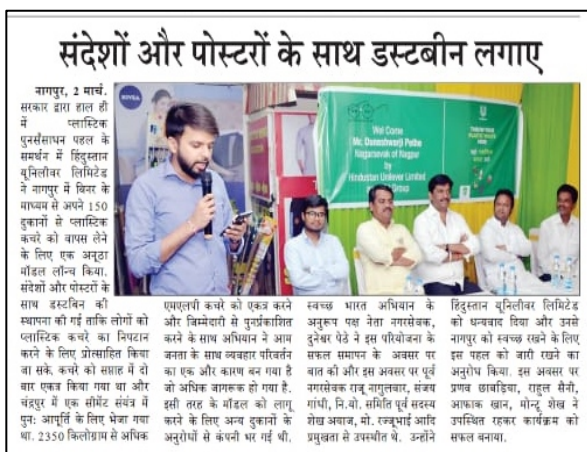 संदेशों और पोस्टरों के साथ डस्टबीन लगाए
नागपुर, 2 मार्च.
सरकार द्वारा हाल ही
में प्लास्टिक
पुनर्संसाधन पहल के
समर्थन में हिंदुस्तान
यूनिलीवर लिमिटेड
ने नागपुर में बिनर के
माध्यम से अपने 150
दुकानों से प्लास्टिक
कचरे को वापस लेने
के लिए एक अनूठा
मॉडल लॉन्च किया.
संदेशों और पोस्टरों के
साथ डस्टबिन की
स्थापना की गई ताकि लोगों को
प्लास्टिक कचरे का निपटान
करने के लिए प्रोत्साहित किया
जा सके. कचरे को सप्ताह में दो
बार एकत्र किया गया था और
चंद्रपुर में एक सीमेंट संयंत्र में
पुन: आपूर्ति के लिए भेजा गया
था. 2350 किलोग्राम से अधिक
एमएलपी कचरे को एकत्र करने
और जिम्मेदारी से पुनर्प्रकाशित
करने के साथ अभियान ने आम
जनता के साथ व्यवहार परिवर्तन
का एक और कारण बन गया है
जो अधिक जागरूक हो गया है.
इसी तरह के मॉडल को लागू
करने के लिए अन्य दुकानों के
अनुरोधों से कंपनी भर गई थी.
स्वच्छ भारत अभियान के
अनुरूप पक्ष नेता नगरसेवक,
दुनेश्वर पेठे ने इस परियोजना के
सफल समापन के अवसर पर
बात की और इस अवसर पर पूर्व
नगरसेवक राजू नागुलवार, संजय
गांधी, नि.यो. समिति पूर्व सदस्य
शेख अयाज, मो. रज्जूभाई आदि
प्रमुखता से उपस्थीत थे. उन्होंने
हिंदुस्तान यूनिलीवर लिमिटेड
को धन्यवाद दिया और उनसे
नागपुर को स्वच्छ रखने के लिए
इस पहल को जारी रखने का
अनुरोध किया. इस अवसर पर
प्रणव छाबड़िया, राहुल सैनी,
आफाक खान, मोन्टू शेख ने
उपस्थित रहकर कार्यक्रम को
सफल बनाया.
NIVEA
Wel Come
Mr. Duneshwarji Pethe
Nagarsevak of Nagpur
by
Hindustan Unilever Limited
Group